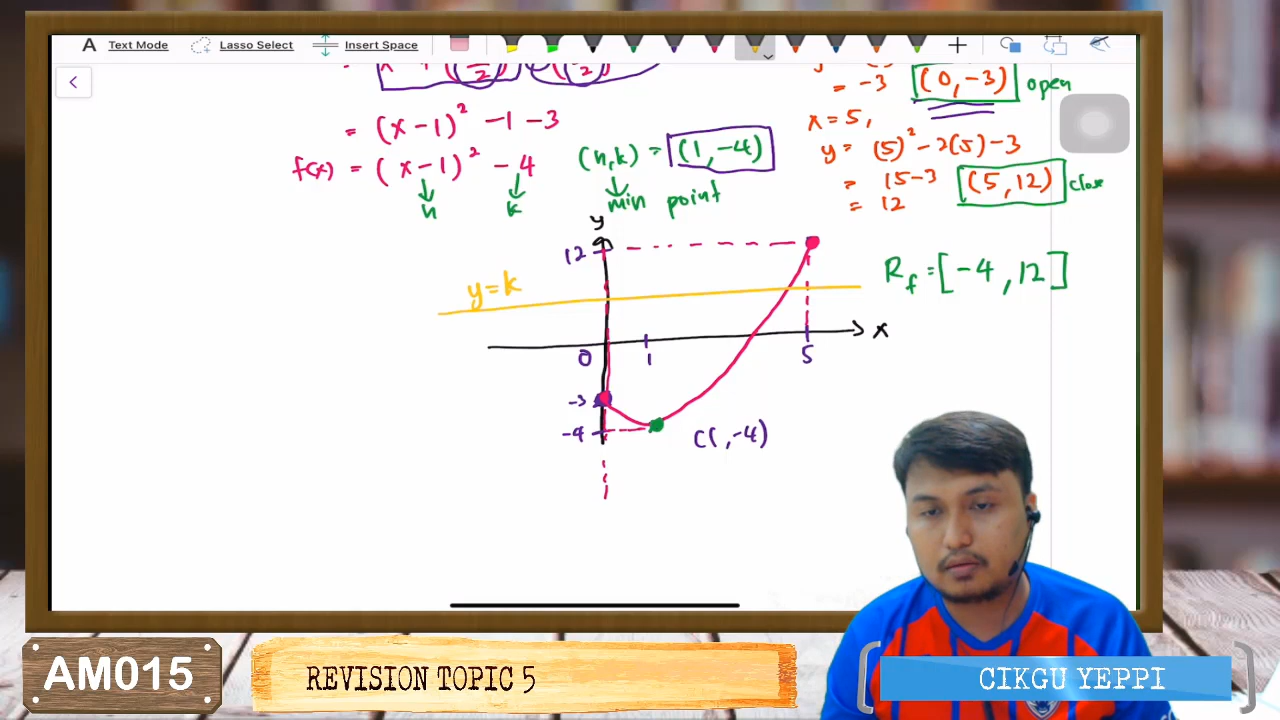 A Text Mode Lasso Select Insert Space
= (x-1)² -1 -3
f(x) = (x-1)² -4
h k
(h,k) = (1,-4)
min point
= -3 (0,-3) open
x = 5,
y = (5)² -2(5) -3
= 15-3 (5,12) close
= 12
y
12
y=k
Rf = [-4,12]
x
0 1 5
-3
-4
C(,-4)
AM015
REVISION TOPIC 5
CIKGU YEPPI